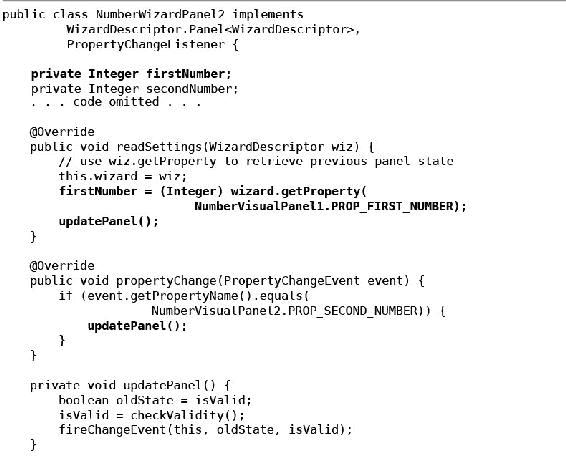 public class NumberWizardPanel2 implements
WizardDescriptor.Panel<WizardDescriptor>,
PropertyChangeListener {
private Integer firstNumber;
private Integer secondNumber;
. . . code omitted . . .
@Override
public void readSettings(WizardDescriptor wiz) {
// use wiz.getProperty to retrieve previous panel state
this.wizard = wiz;
firstNumber = (Integer) wizard.getProperty(
NumberVisualPanel1.PROP_FIRST_NUMBER);
updatePanel();
}
@Override
public void propertyChange(PropertyChangeEvent event) {
if (event.getPropertyName().equals(
NumberVisualPanel2.PROP_SECOND_NUMBER)) {
updatePanel();
}
}
private void updatePanel() {
boolean oldState = isValid;
isValid = checkValidity();
fireChangeEvent(this, oldState, isValid);
}